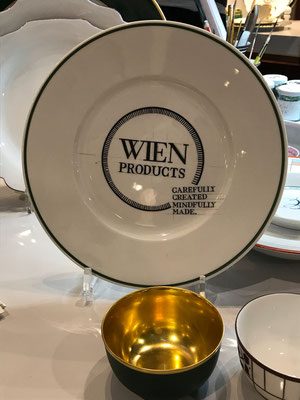 WIEN
PRODUCTS
CAREFULLY
CREATED
MINDFULLY
MADE.